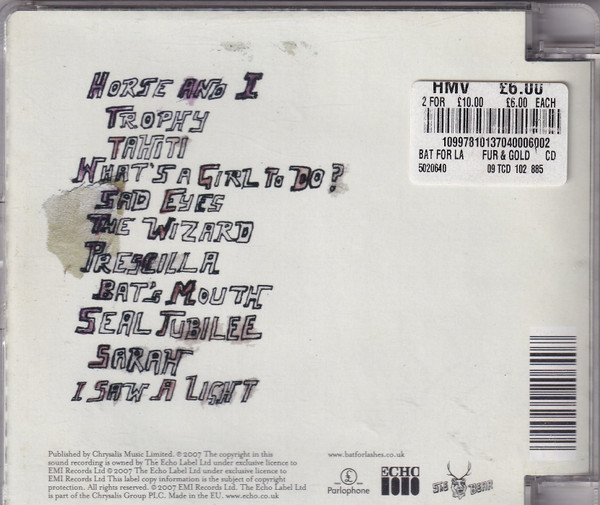 HORSE AND I
TROPHY
TAHITI
WHAT'S A GIRL TO DO?
SAD EYES
THE WIZARD
PRESCILLA
BAT'S MOUTH
SEAL JUBILEE
SARAH
I SAW A LIGHT
HMV £6.00
2 FOR £10.00 £6.00 EACH
10997810137040006002
BAT FOR LA FUR & GOLD CD
5020640 09 TCD 102 885
Published by Chrysalis Music Limited. ℗ 2007 The copyright in this
sound recording is owned by The Echo Label Ltd under exclusive licence to
EMI Records Ltd © 2007 The Echo Label Ltd under exclusive licence to
EMI Records Ltd This label copy information is the subject of copyright
protection. All rights reserved. © 2007 EMI Records Ltd. The Echo Label Ltd
is part of the Chrysalis Group PLC. Made in the EU. www.echo.co.uk
www.batforlashes.co.uk
Parlophone
ECHO
SHE BEAR